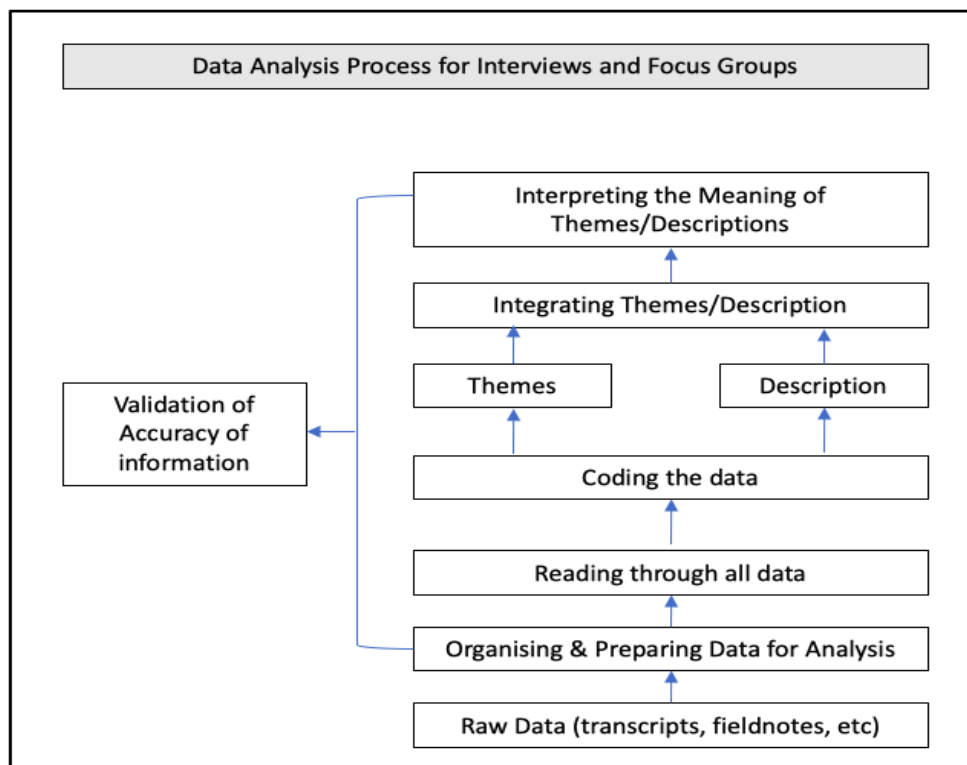 Data Analysis Process for Interviews and Focus Groups
Interpreting the Meaning of
Themes/Descriptions
Integrating Themes/Description
Themes
Description
Validation of
Accuracy of
information
Coding the data
Reading through all data
Organising & Preparing Data for Analysis
Raw Data (transcripts, fieldnotes, etc)